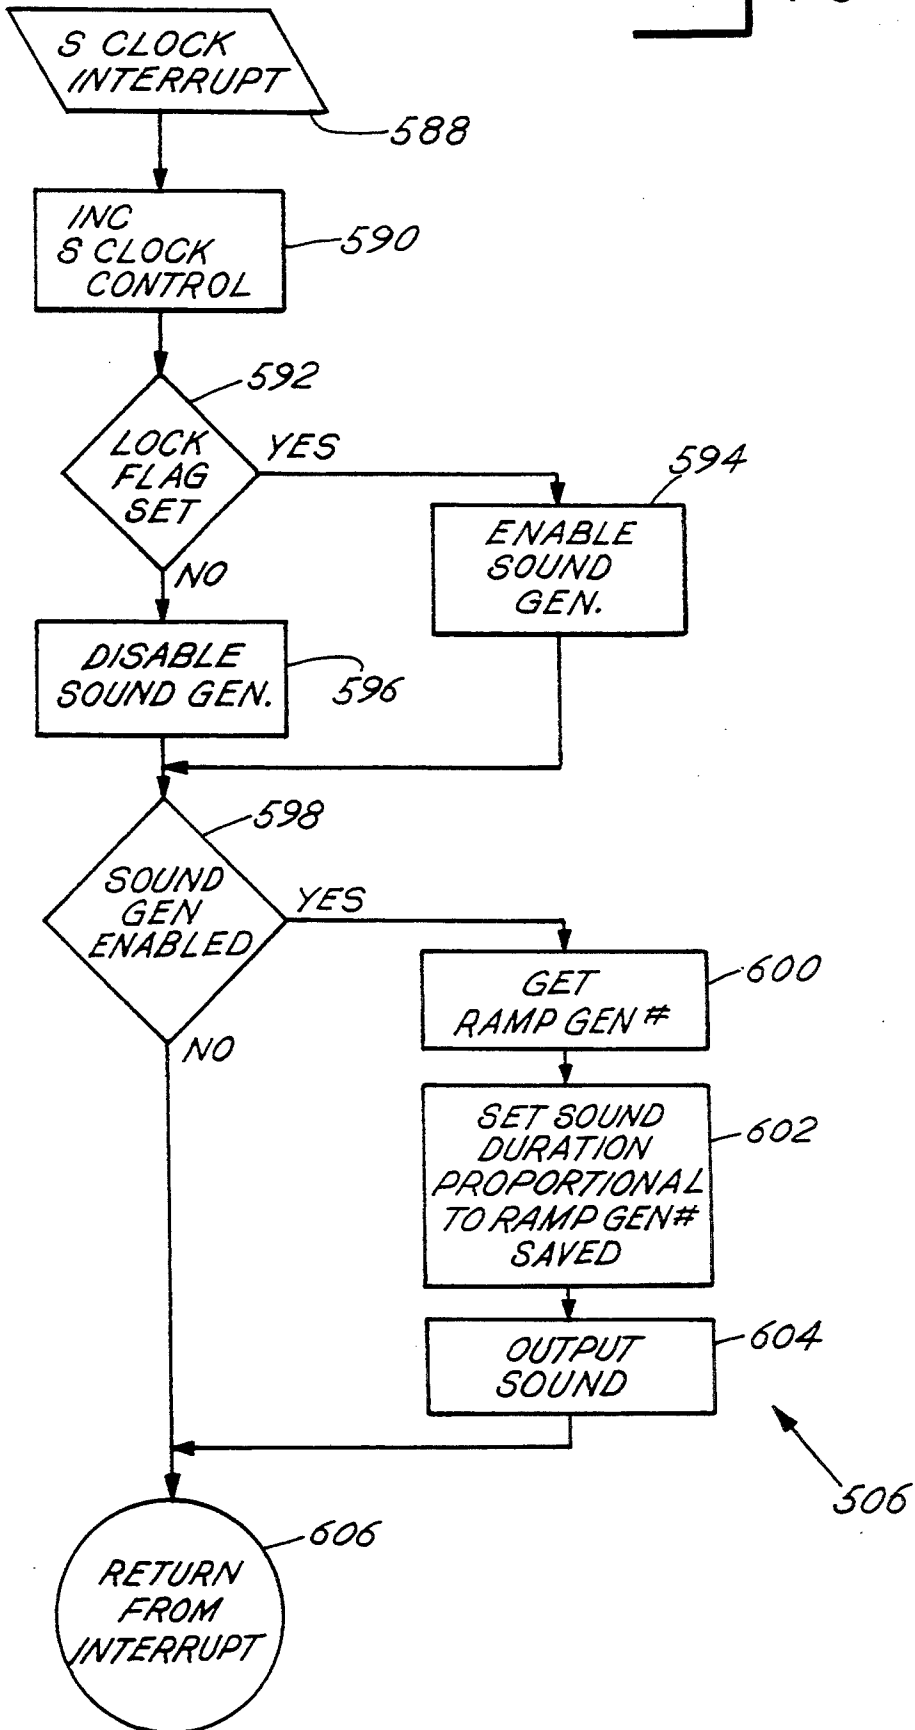 S CLOCK
INTERRUPT
588
INC
S CLOCK
CONTROL
590
592
LOCK
FLAG
SET
YES
594
ENABLE
SOUND
GEN.
NO
DISABLE
SOUND GEN.
596
598
SOUND
GEN
ENABLED
YES
600
GET
RAMP GEN #
NO
SET SOUND
DURATION
PROPORTIONAL
TO RAMP GEN#
SAVED
602
604
OUTPUT
SOUND
506
606
RETURN
FROM
INTERRUPT